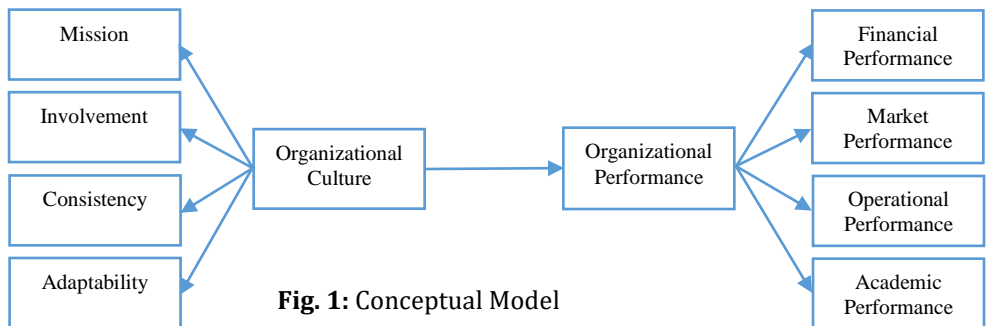 Mission
Involvement
Consistency
Adaptability
Organizational
Culture
Organizational
Performance
Financial
Performance
Market
Performance
Operational
Performance
Academic
Performance
Fig. 1: Conceptual Model